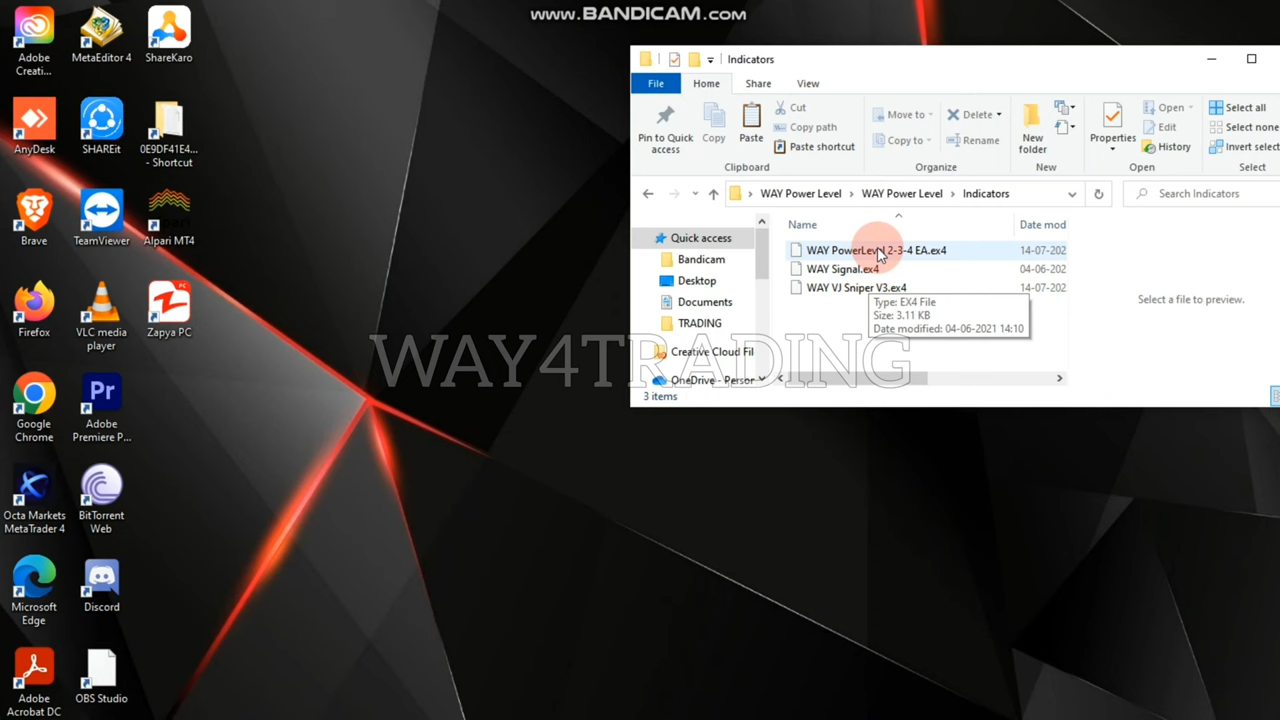 www.BANDICAM.com
Adobe
Creati...
MetaEditor 4
ShareKaro
AnyDesk
SHAREit
0E9DF41E4...
- Shortcut
Brave
TeamViewer
Alpari MT4
Firefox
VLC media
player
Zapya PC
Google
Chrome
Pr
Adobe
Premiere P...
Octa Markets
MetaTrader 4
BitTorrent
Web
Microsoft
Edge
Discord
Adobe
Acrobat DC
OBS Studio
Indicators
File
Home
Share
View
Pin to Quick
access
Copy
Paste
Cut
Copy path
Paste shortcut
Clipboard
Move to
Copy to
Delete
Rename
Organize
New
folder
New
Properties
Open
Edit
History
Open
Select all
Select none
Invert select
Select
WAY Power Level
WAY Power Level
Indicators
Search Indicators
Quick access
Bandicam
Desktop
Documents
TRADING
Creative Cloud Fil
OneDrive - Person
Name
Date mod
WAY PowerLevel 2-3-4 EA.ex4
14-07-202
WAY Signal.ex4
04-06-202
WAY VJ Sniper V3.ex4
14-07-202
Type: EX4 File
Size: 3.11 KB
Date modified: 04-06-2021 14:10
Select a file to preview.
3 items
WAY4TRADING